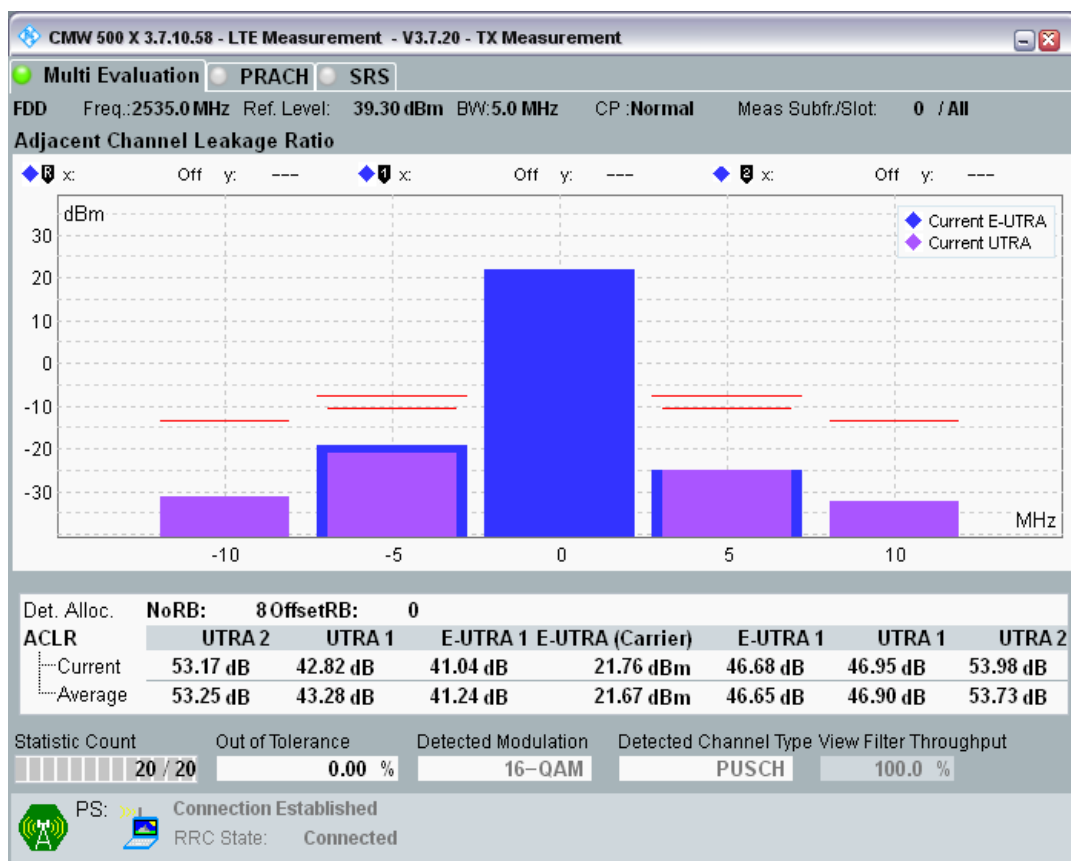 CMW 500 X 3.7.10.58 - LTE Measurement - V3.7.20 - TX Measurement
Multi Evaluation PRACH SRS
FDD Freq.:2535.0 MHz Ref. Level: 39.30 dBm BW:5.0 MHz CP :Normal Meas Subfr./Slot: 0 / All
Adjacent Channel Leakage Ratio
R x: Off y: --- 1 x: Off y: --- 2 x: Off y: ---
dBm
Current E-UTRA
Current UTRA
30
20
10
0
-10
-20
-30
MHz
-10 -5 0 5 10
Det. Alloc. NoRB: 8 OffsetRB: 0
ACLR UTRA 2 UTRA 1 E-UTRA 1 E-UTRA (Carrier) E-UTRA 1 UTRA 1 UTRA 2
Current 53.17 dB 42.82 dB 41.04 dB 21.76 dBm 46.68 dB 46.95 dB 53.98 dB
Average 53.25 dB 43.28 dB 41.24 dB 21.67 dBm 46.65 dB 46.90 dB 53.73 dB
Statistic Count Out of Tolerance Detected Modulation Detected Channel Type View Filter Throughput
20 / 20 0.00 % 16-QAM PUSCH 100.0 %
PS: Connection Established
RRC State: Connected